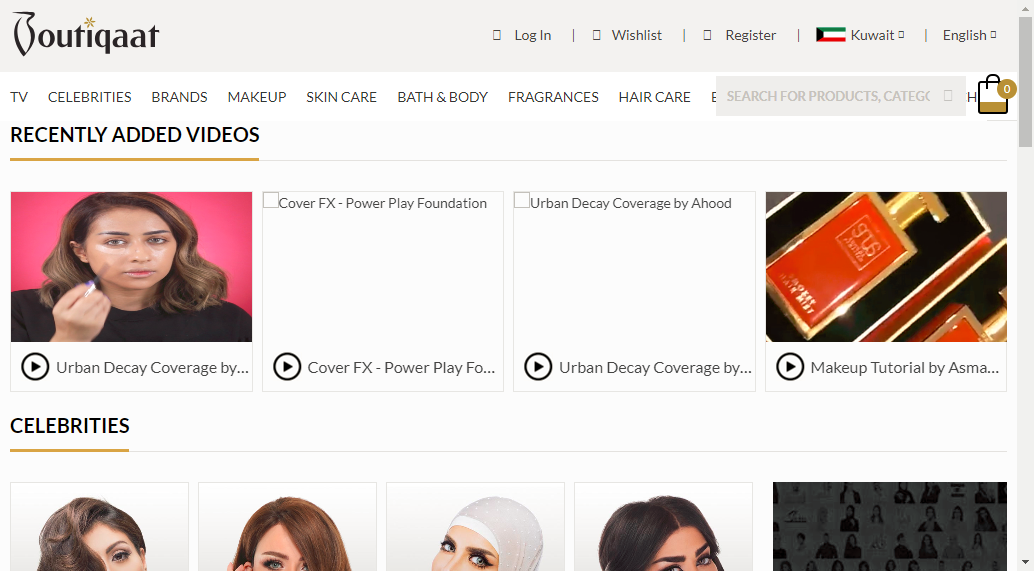 Boutiqaat
Log In | Wishlist | Register | Kuwait | English
TV CELEBRITIES BRANDS MAKEUP SKIN CARE BATH & BODY FRAGRANCES HAIR CARE E SEARCH FOR PRODUCTS, CATEGO H 0
RECENTLY ADDED VIDEOS
Cover FX - Power Play Foundation
Urban Decay Coverage by Ahood
Urban Decay Coverage by...
Cover FX - Power Play Fo...
Urban Decay Coverage by...
Makeup Tutorial by Asma...
CELEBRITIES